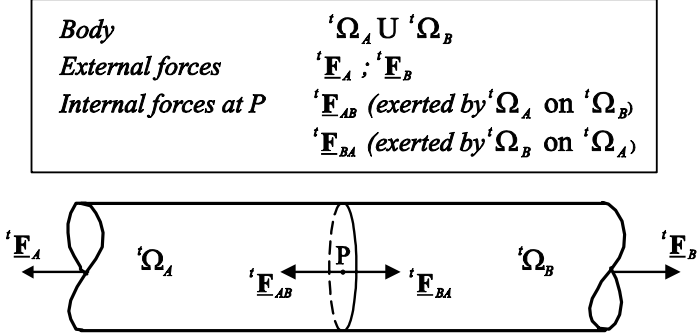 Body ᵗΩ_A U ᵗΩ_B
External forces ᵗF_A ; ᵗF_B
Internal forces at P ᵗF_AB (exerted by ᵗΩ_A on ᵗΩ_B)
ᵗF_BA (exerted by ᵗΩ_B on ᵗΩ_A)
ᵗF_A ᵗΩ_A P ᵗΩ_B ᵗF_B
ᵗF_AB ᵗF_BA